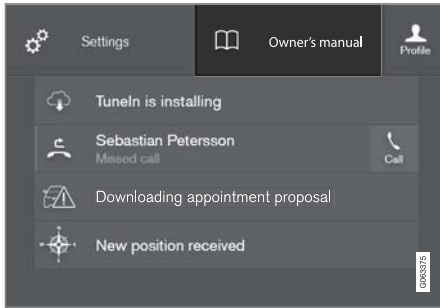 Settings
Owner's manual
Profile
TuneIn is installing
Sebastian Petersson
Missed call
Call
Downloading appointment proposal
New position received
G063375